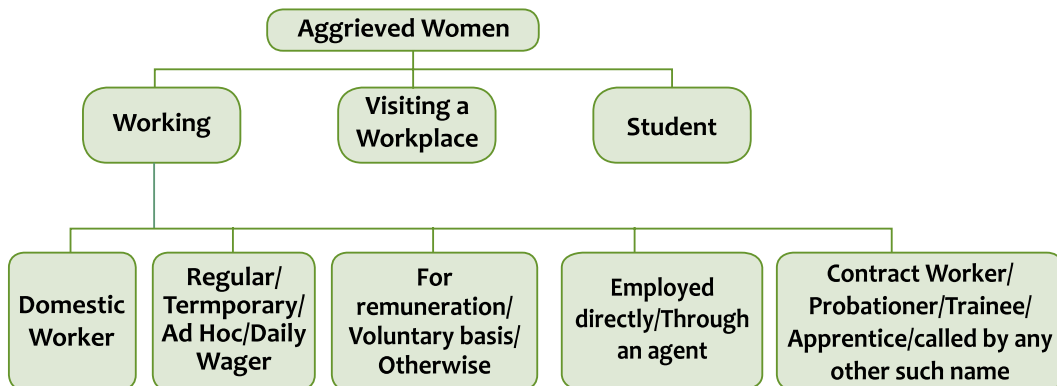 Aggrieved Women
Working
Visiting a
Workplace
Student
Domestic
Worker
Regular/
Termporary/
Ad Hoc/Daily
Wager
For
remuneration/
Voluntary basis/
Otherwise
Employed
directly/Through
an agent
Contract Worker/
Probationer/Trainee/
Apprentice/called by any
other such name